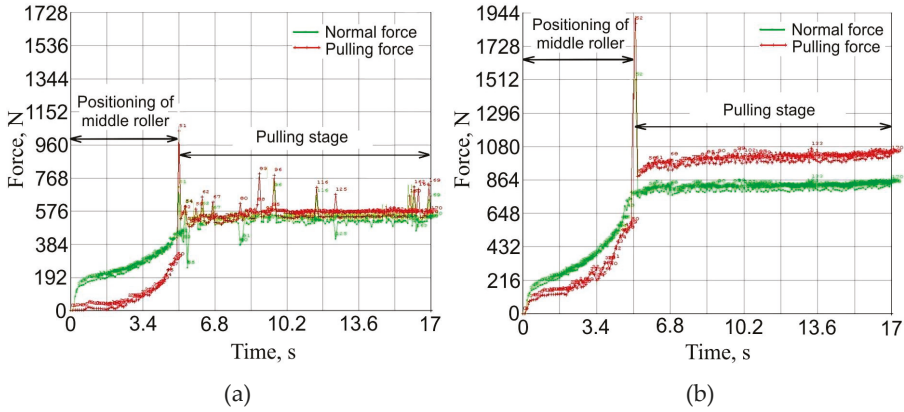 1728
1536
1344
1152
960
768
576
384
192
0
Force, N
Normal force
Pulling force
Positioning of
middle roller
Pulling stage
0
3.4
6.8
10.2
13.6
17
Time, s
(a)
1944
1728
1512
1296
1080
864
648
432
216
0
Force, N
Normal force
Pulling force
Positioning of
middle roller
Pulling stage
0
3.4
6.8
10.2
13.6
17
Time, s
(b)